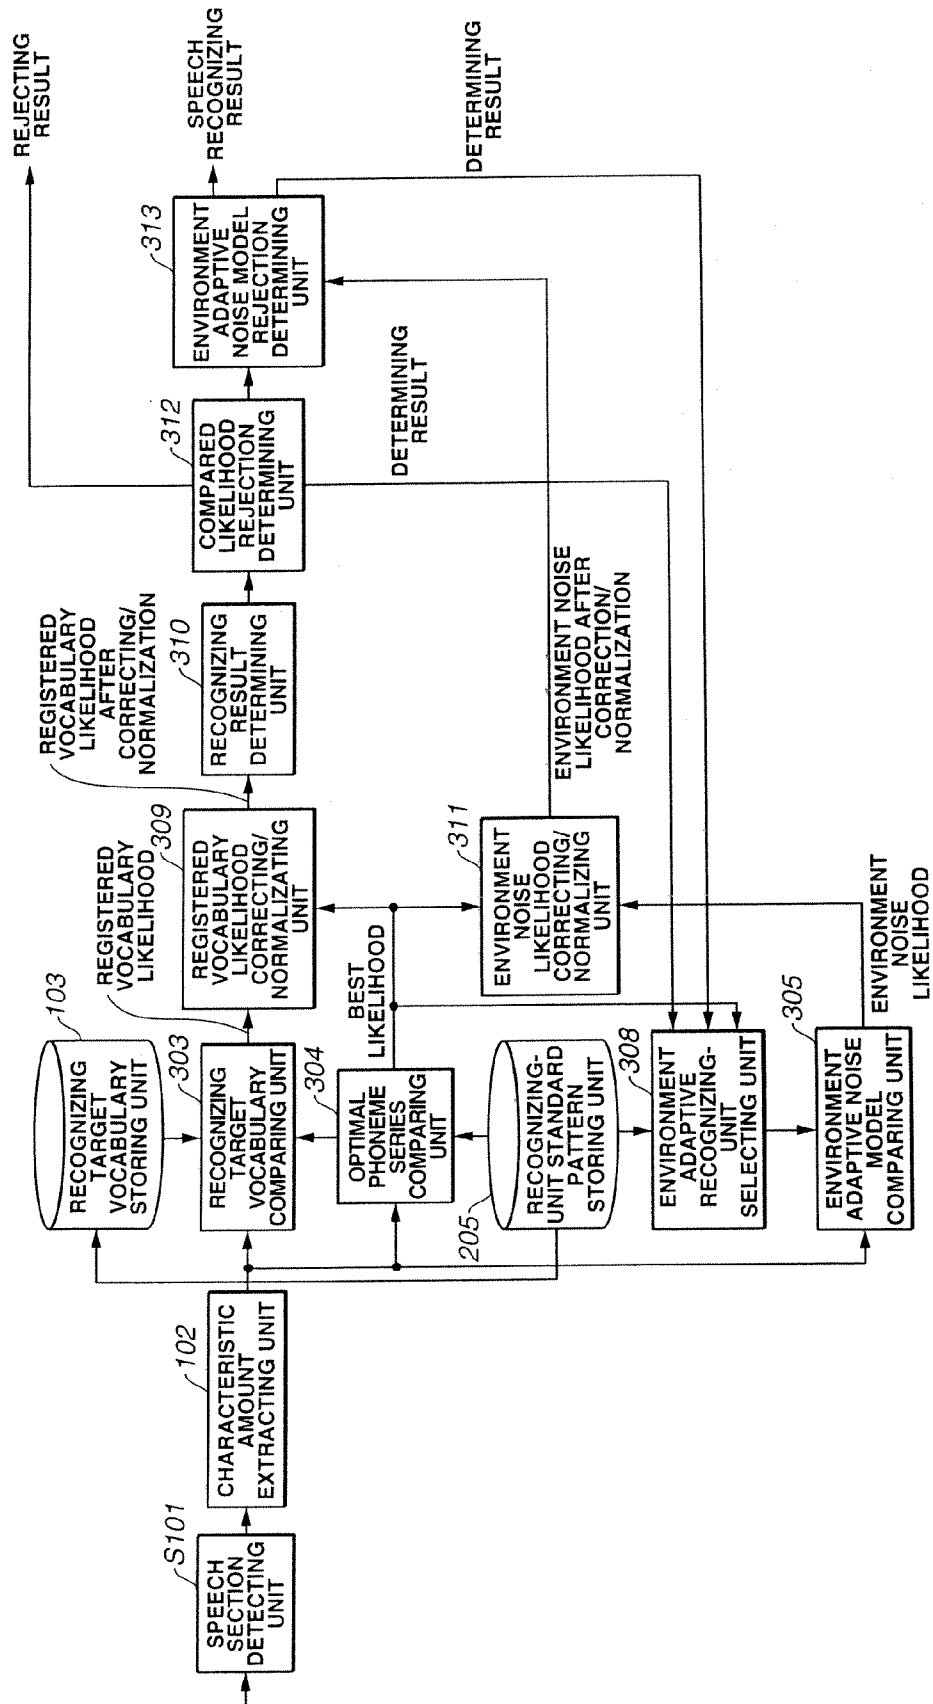 S101
SPEECH
SECTION
DETECTING
UNIT
102
CHARACTERISTIC
AMOUNT
EXTRACTING UNIT
103
RECOGNIZING
TARGET
VOCABULARY
STORING UNIT
303
RECOGNIZING
TARGET
VOCABULARY
COMPARING UNIT
304
OPTIMAL
PHONEME
SERIES
COMPARING
UNIT
205
RECOGNIZING-
UNIT STANDARD
PATTERN
STORING UNIT
308
ENVIRONMENT
ADAPTIVE
RECOGNIZING-
UNIT
SELECTING UNIT
305
ENVIRONMENT
ADAPTIVE NOISE
MODEL
COMPARING UNIT
REGISTERED
VOCABULARY
LIKELIHOOD
BEST
LIKELIHOOD
ENVIRONMENT
NOISE
LIKELIHOOD
309
REGISTERED
VOCABULARY
LIKELIHOOD
CORRECTING/
NORMALIZATING
UNIT
311
ENVIRONMENT
NOISE
LIKELIHOOD
CORRECTING/
NORMALIZING
UNIT
REGISTERED
VOCABULARY
LIKELIHOOD
AFTER
CORRECTING/
NORMALIZATION
310
RECOGNIZING
RESULT
DETERMINING
UNIT
ENVIRONMENT NOISE
LIKELIHOOD AFTER
CORRECTION/
NORMALIZATION
312
COMPARED
LIKELIHOOD
REJECTION
DETERMINING
UNIT
DETERMINING
RESULT
313
ENVIRONMENT
ADAPTIVE
NOISE MODEL
REJECTION
DETERMINING
UNIT
REJECTING
RESULT
SPEECH
RECOGNIZING
RESULT
DETERMINING
RESULT